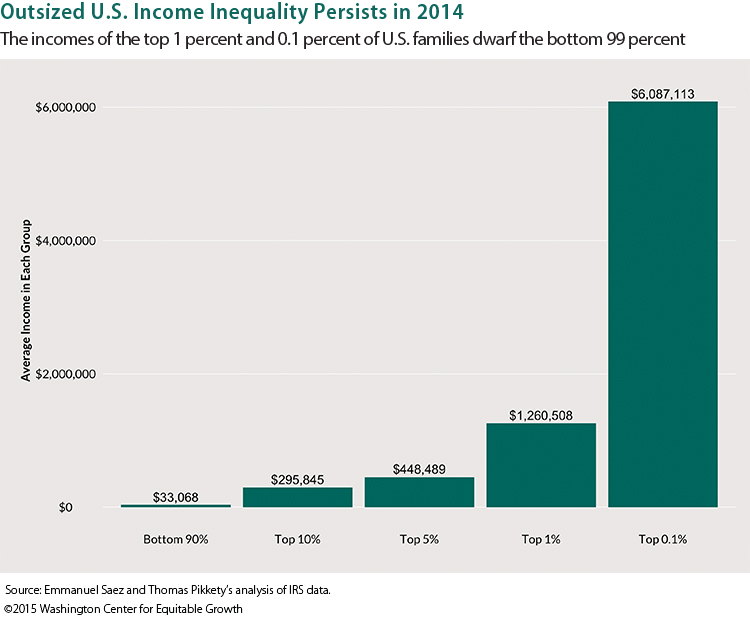 Outsized U.S. Income Inequality Persists in 2014
The incomes of the top 1 percent and 0.1 percent of U.S. families dwarf the bottom 99 percent
Average Income in Each Group
$6,000,000
$4,000,000
$2,000,000
$0
$33,068
$295,845
$448,489
$1,260,508
$6,087,113
Bottom 90%
Top 10%
Top 5%
Top 1%
Top 0.1%
Source: Emmanuel Saez and Thomas Pikkety's analysis of IRS data.
©2015 Washington Center for Equitable Growth